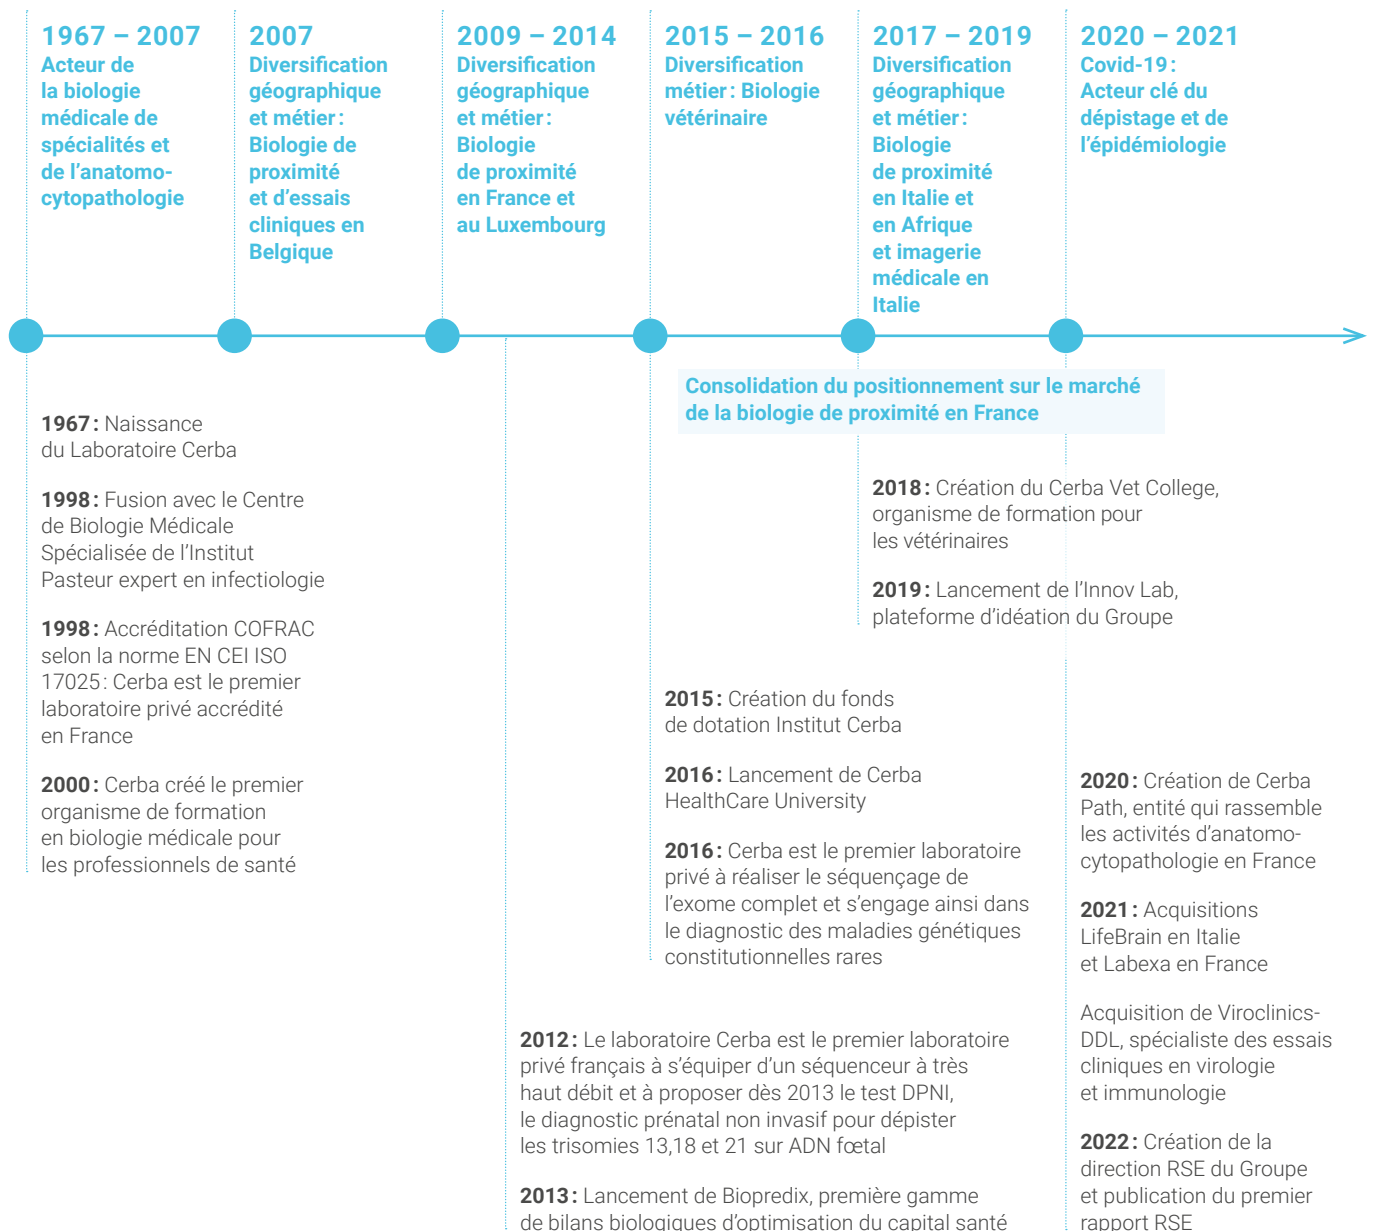 1967 – 2007
Acteur de
la biologie
médicale de
spécialités et
de l'anatomo-
cytopathologie
2007
Diversification
géographique
et métier :
Biologie de
proximité
et d'essais
cliniques en
Belgique
2009 – 2014
Diversification
géographique
et métier :
Biologie
de proximité
en France et
au Luxembourg
2015 – 2016
Diversification
métier : Biologie
vétérinaire
2017 – 2019
Diversification
géographique
et métier :
Biologie
de proximité
en Italie et
en Afrique
et imagerie
médicale en
Italie
2020 – 2021
Covid-19 :
Acteur clé du
dépistage et de
l'épidémiologie
Consolidation du positionnement sur le marché
de la biologie de proximité en France
1967 : Naissance
du Laboratoire Cerba
1998 : Fusion avec le Centre
de Biologie Médicale
Spécialisée de l'Institut
Pasteur expert en infectiologie
1998 : Accréditation COFRAC
selon la norme EN CEI ISO
17025 : Cerba est le premier
laboratoire privé accrédité
en France
2000 : Cerba créé le premier
organisme de formation
en biologie médicale pour
les professionnels de santé
2012 : Le laboratoire Cerba est le premier laboratoire
privé français à s'équiper d'un séquenceur à très
haut débit et à proposer dès 2013 le test DPNI,
le diagnostic prénatal non invasif pour dépister
les trisomies 13,18 et 21 sur ADN fœtal
2013 : Lancement de Biopredix, première gamme
de bilans biologiques d'optimisation du capital santé
2015 : Création du fonds
de dotation Institut Cerba
2016 : Lancement de Cerba
HealthCare University
2016 : Cerba est le premier laboratoire
privé à réaliser le séquençage de
l'exome complet et s'engage ainsi dans
le diagnostic des maladies génétiques
constitutionnelles rares
2018 : Création du Cerba Vet College,
organisme de formation pour
les vétérinaires
2019 : Lancement de l'Innov Lab,
plateforme d'idéation du Groupe
2020 : Création de Cerba
Path, entité qui rassemble
les activités d'anatomo-
cytopathologie en France
2021 : Acquisitions
LifeBrain en Italie
et Labexa en France
Acquisition de Viroclinics-
DDL, spécialiste des essais
cliniques en virologie
et immunologie
2022 : Création de la
direction RSE du Groupe
et publication du premier
rapport RSE